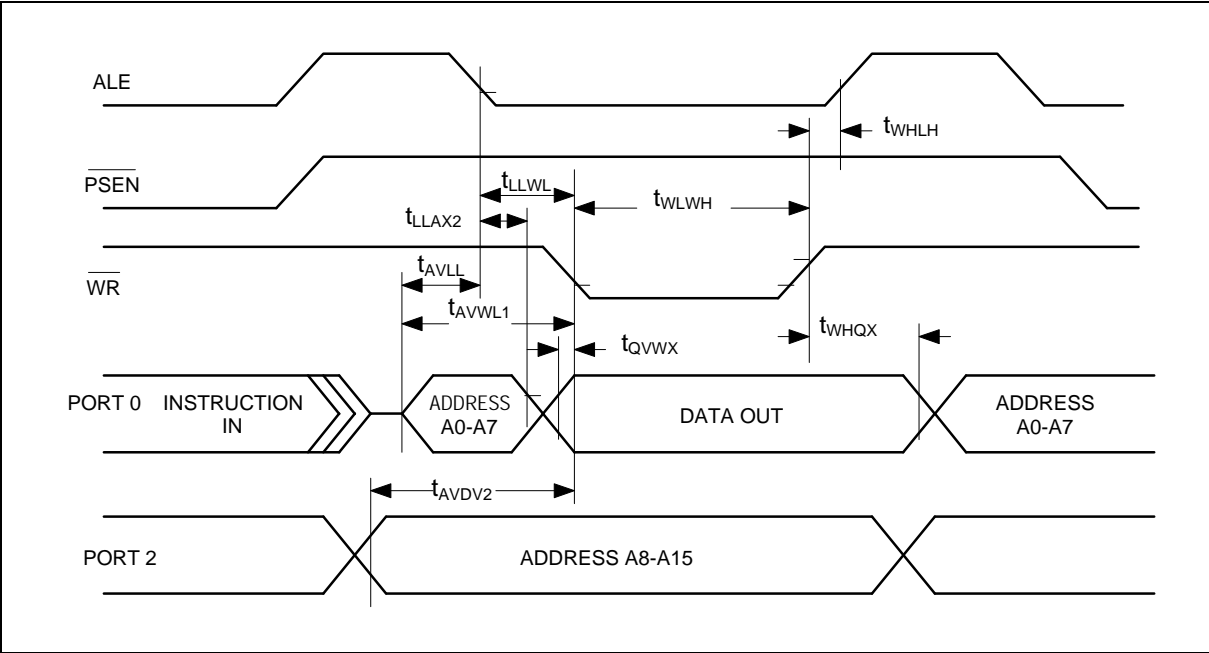 ALE
tWHLH
PSEN
tLLWL
tWLWH
tLLAX2
WR
tAVLL
tAVWL1
tWHQX
tQVWX
PORT 0
INSTRUCTION
IN
ADDRESS
A0-A7
DATA OUT
ADDRESS
A0-A7
tAVDV2
PORT 2
ADDRESS A8-A15